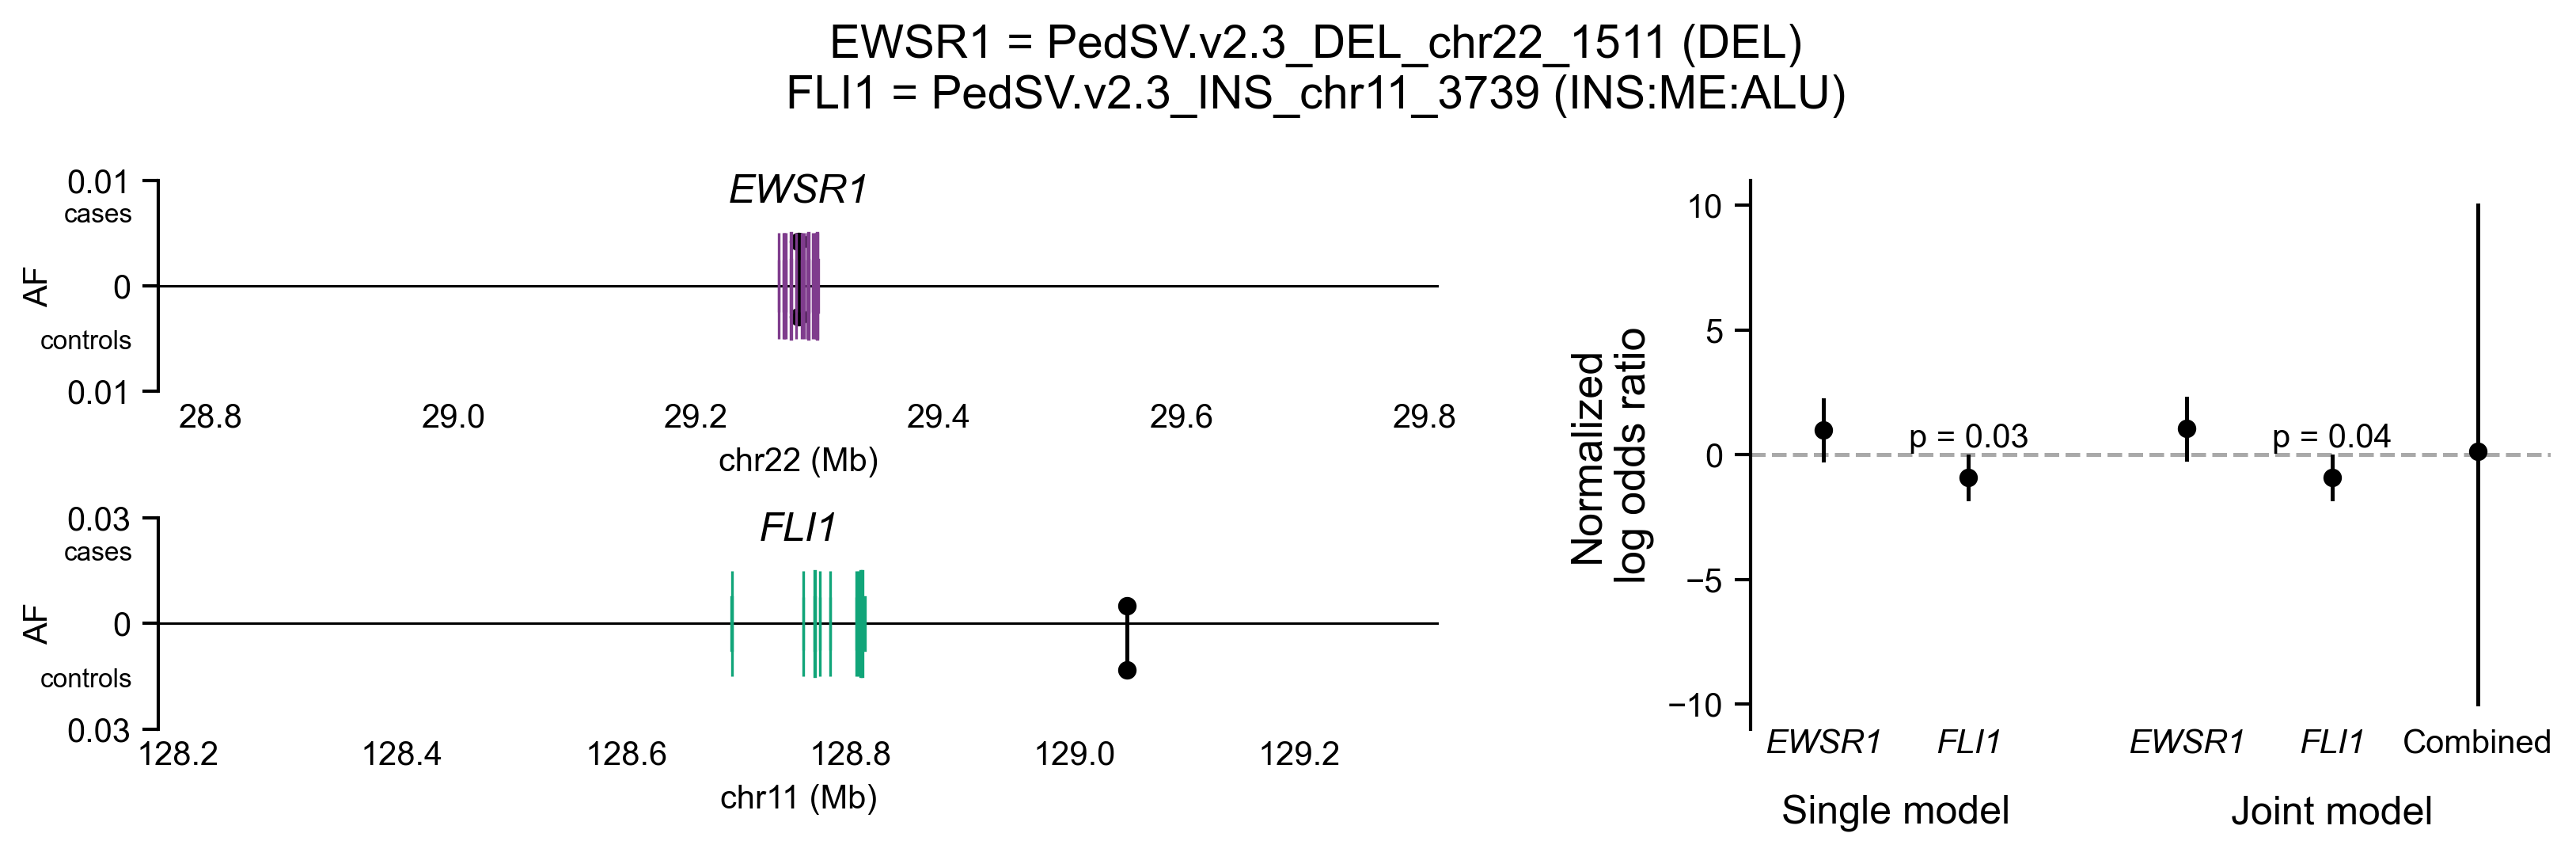 EWSR1 = PedSV.v2.3_DEL_chr22_1511 (DEL)
FLI1 = PedSV.v2.3_INS_chr11_3739 (INS:ME:ALU)
EWSR1
0.01
cases
AF
0
controls
0.01
28.8 29.0 29.2 29.4 29.6 29.8
chr22 (Mb)
FLI1
0.03
cases
AF
0
controls
0.03
128.2 128.4 128.6 128.8 129.0 129.2
chr11 (Mb)
Normalized
log odds ratio
10
5
0
−5
−10
p = 0.03
p = 0.04
EWSR1 FLI1 EWSR1 FLI1 Combined
Single model Joint model